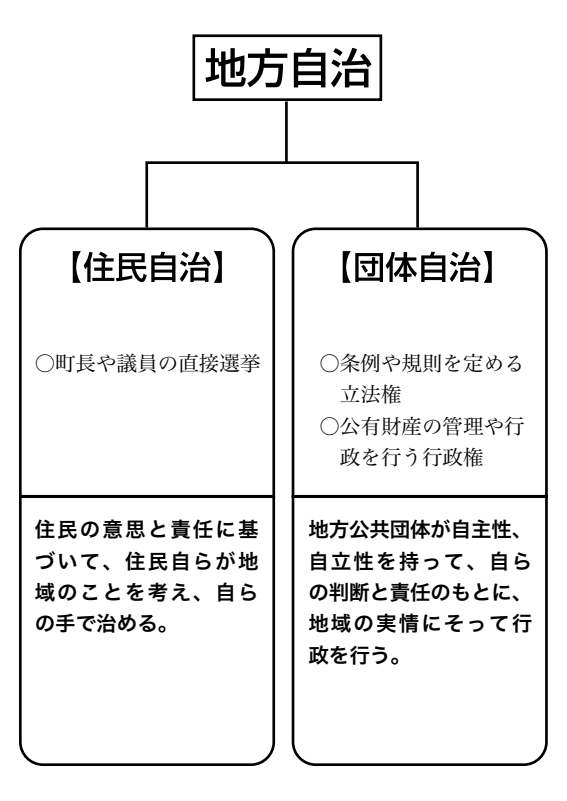 地方自治
【住民自治】
○町長や議員の直接選挙
住民の意思と責任に基
づいて、住民自らが地
域のことを考え、自ら
の手で治める。
【団体自治】
○条例や規則を定める
立法権
○公有財産の管理や行
政を行う行政権
地方公共団体が自主性、
自立性を持って、自ら
の判断と責任のもとに、
地域の実情にそって行
政を行う。